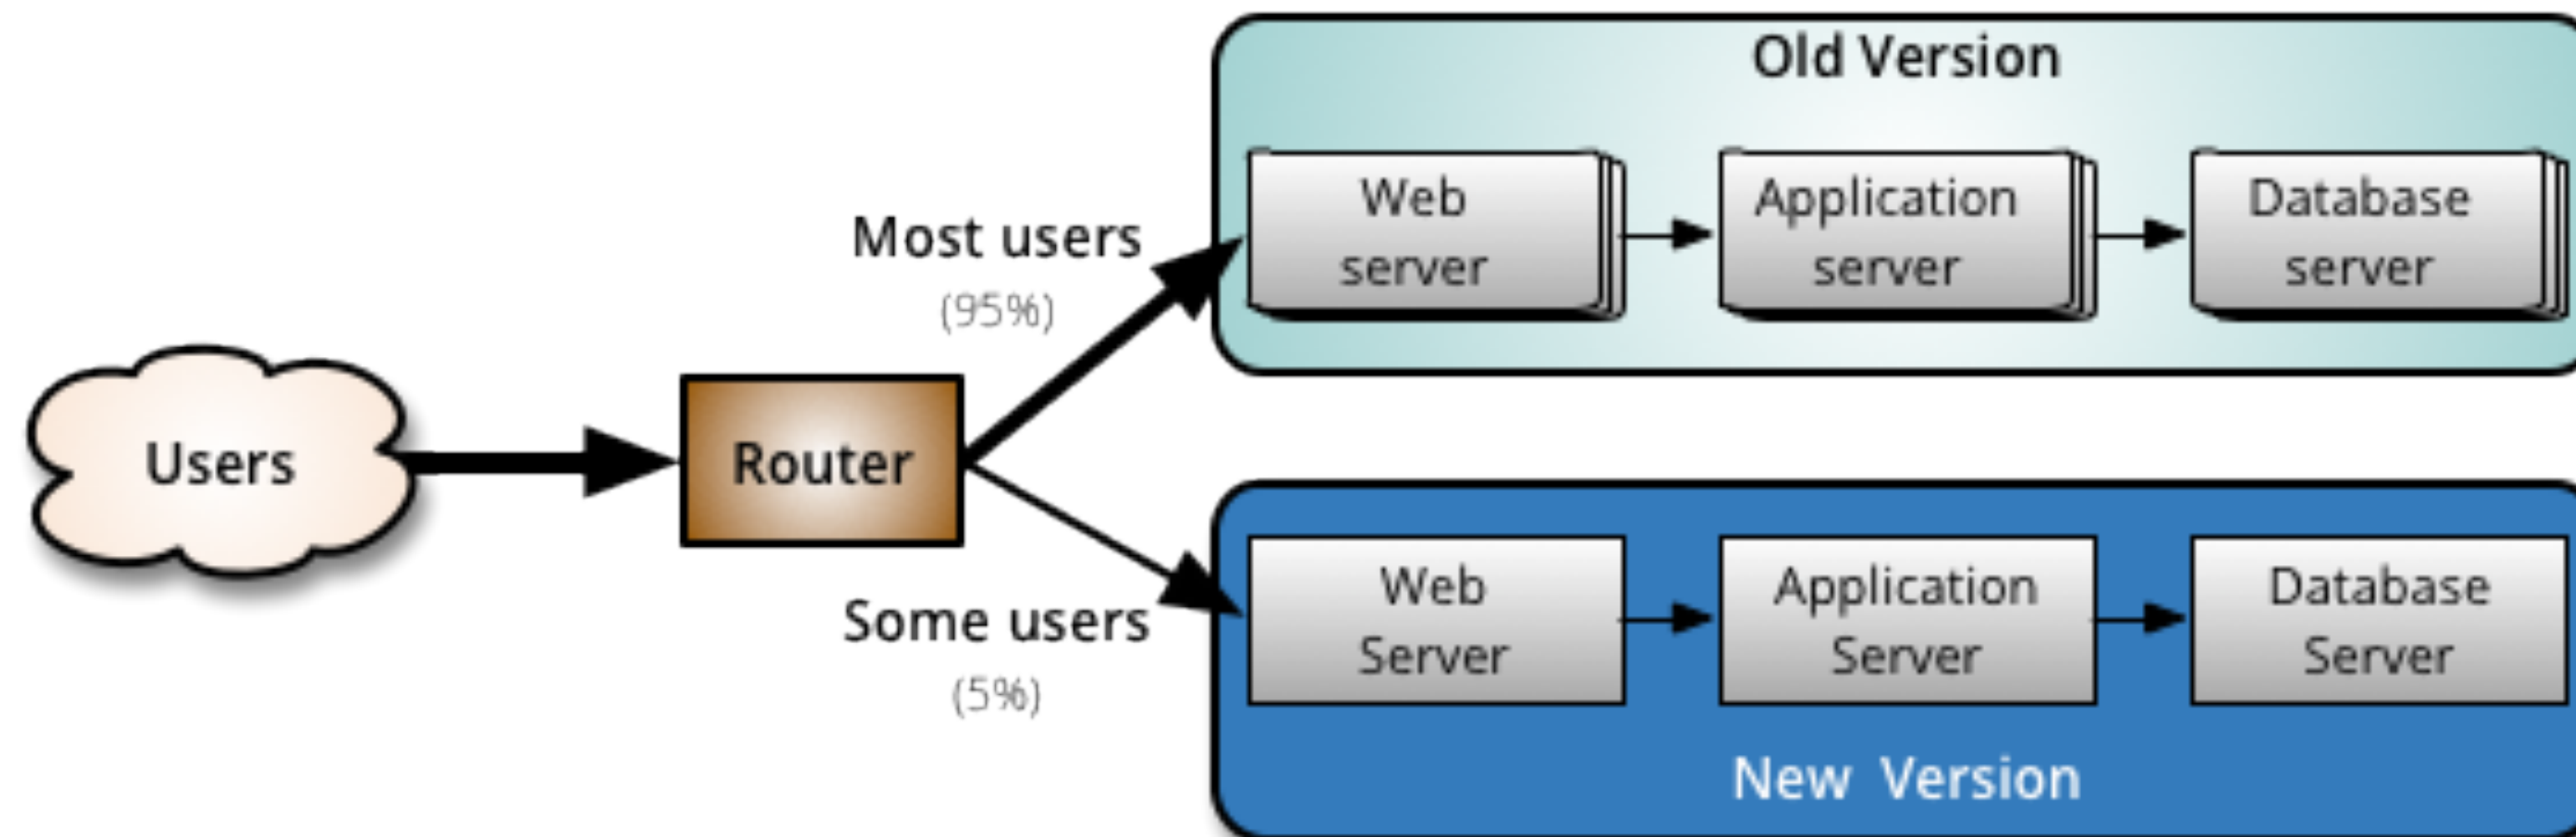 Old Version
Web
server
Application
server
Database
server
Most users
(95%)
Users
Router
Some users
(5%)
Web
Server
Application
Server
Database
Server
New Version